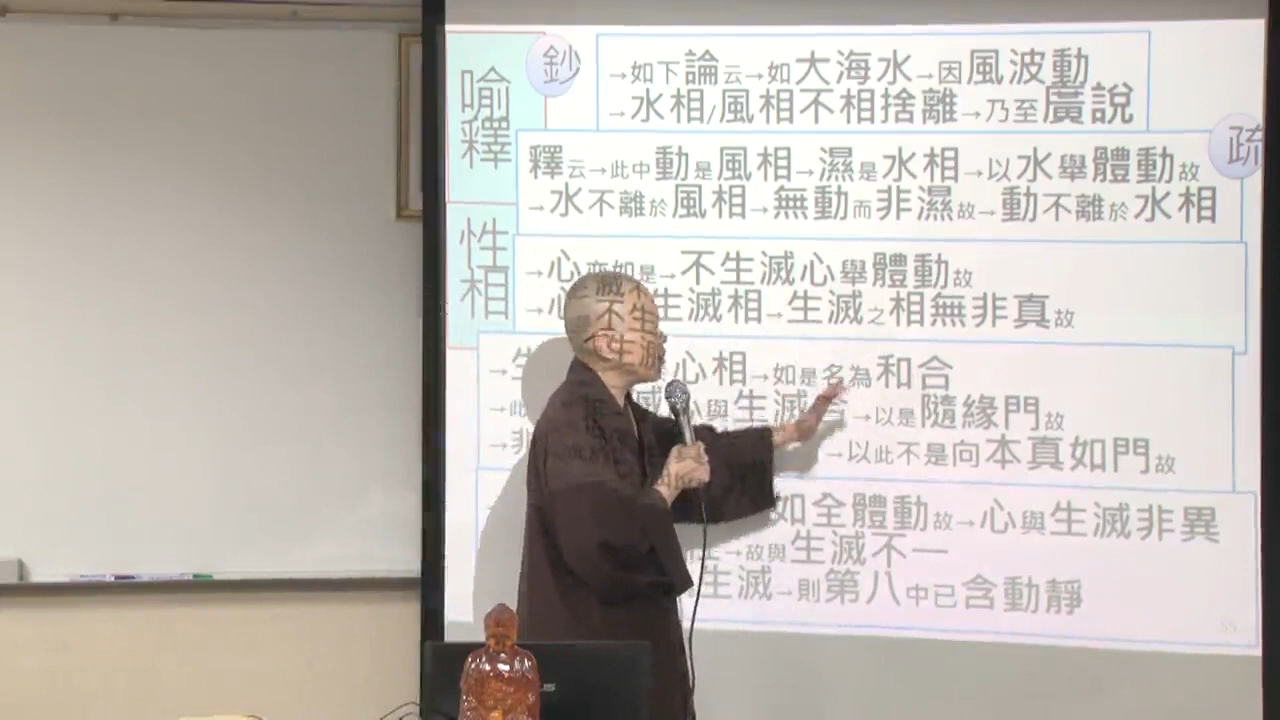 喻釋
鈔
→如下論云→如大海水→因風波動
→水相/風相不相捨離→乃至廣說
疏
釋云→此中動是風相→濕是水相→以水舉體動故
→水不離於風相→無動而非濕故→動不離於水相
性相
→心亦如是→不生滅心舉體動故
→心 生滅相→生滅之相無非真故
→生 心相→如是名為和合
→此 心與生滅 →以是隨緣門故
→非 →以此不是向本真如門故
如全體動故→心與生滅非異
→故與生滅不一
生滅→則第八中已含動靜
55